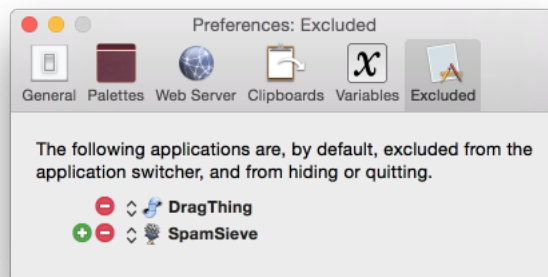 Preferences: Excluded
General Palettes Web Server Clipboards Variables Excluded
The following applications are, by default, excluded from the
application switcher, and from hiding or quitting.
DragThing
SpamSieve